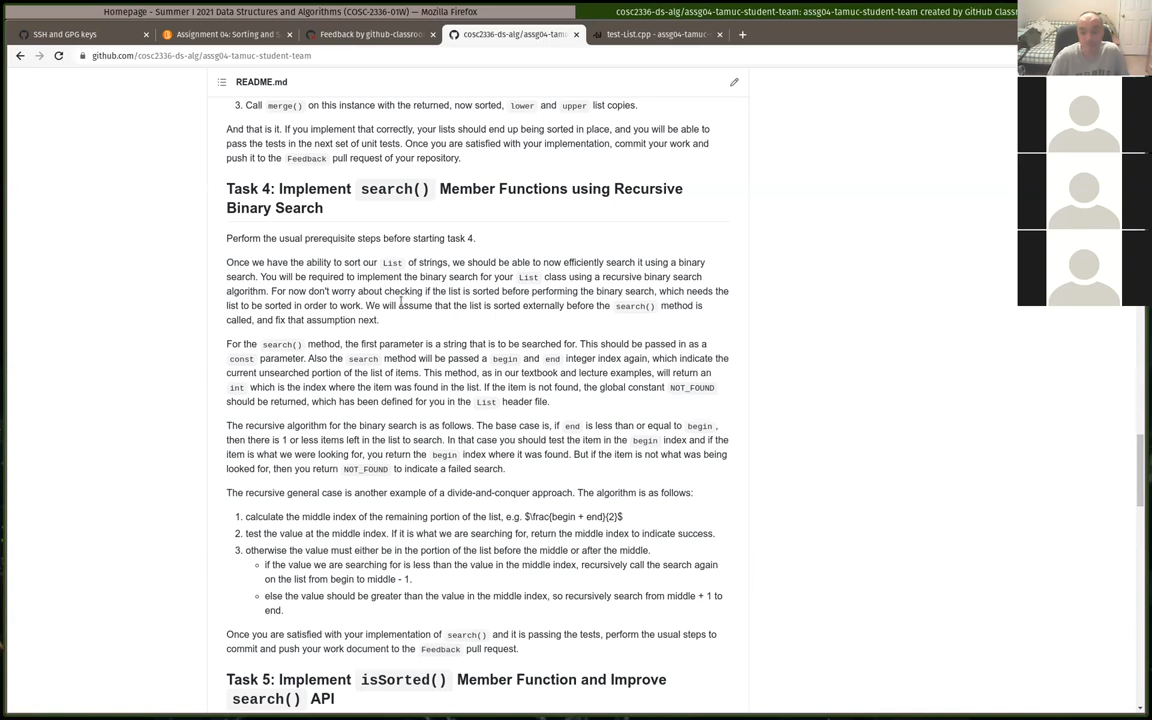 Homepage - Summer I 2021 Data Structures and Algorithms (COSC-2336-01W) — Mozilla Firefox
cosc2336-ds-alg/assg04-tamuc-student-team: assg04-tamuc-student-team created by GitHub Class
SSH and GPG keys
Assignment 04: Sorting and S
Feedback by github-classroo
cosc2336-ds-alg/assg04-tam
test-List.cpp - assg04-tamuc
github.com/cosc2336-ds-alg/assg04-tamuc-student-team
README.md
3. Call merge() on this instance with the returned, now sorted, lower and upper list copies.
And that is it. If you implement that correctly, your lists should end up being sorted in place, and you will be able to
pass the tests in the next set of unit tests. Once you are satisfied with your implementation, commit your work and
push it to the Feedback pull request of your repository.
Task 4: Implement search() Member Functions using Recursive
Binary Search
Perform the usual prerequisite steps before starting task 4.
Once we have the ability to sort our List of strings, we should be able to now efficiently search it using a binary
search. You will be required to implement the binary search for your List class using a recursive binary search
algorithm. For now don't worry about checking if the list is sorted before performing the binary search, which needs the
list to be sorted in order to work. We will assume that the list is sorted externally before the search() method is
called, and fix that assumption next.
For the search() method, the first parameter is a string that is to be searched for. This should be passed in as a
const parameter. Also the search method will be passed a begin and end integer index again, which indicate the
current unsearched portion of the list of items. This method, as in our textbook and lecture examples, will return an
int which is the index where the item was found in the list. If the item is not found, the global constant NOT_FOUND
should be returned, which has been defined for you in the List header file.
The recursive algorithm for the binary search is as follows. The base case is, if end is less than or equal to begin ,
then there is 1 or less items left in the list to search. In that case you should test the item in the begin index and if the
item is what we were looking for, you return the begin index where it was found. But if the item is not what was being
looked for, then you return NOT_FOUND to indicate a failed search.
The recursive general case is another example of a divide-and-conquer approach. The algorithm is as follows:
1. calculate the middle index of the remaining portion of the list, e.g. $\frac{begin + end}{2}$
2. test the value at the middle index. If it is what we are searching for, return the middle index to indicate success.
3. otherwise the value must either be in the portion of the list before the middle or after the middle.
◦ if the value we are searching for is less than the value in the middle index, recursively call the search again
on the list from begin to middle - 1.
◦ else the value should be greater than the value in the middle index, so recursively search from middle + 1 to
end.
Once you are satisfied with your implementation of search() and it is passing the tests, perform the usual steps to
commit and push your work document to the Feedback pull request.
Task 5: Implement isSorted() Member Function and Improve
search() API